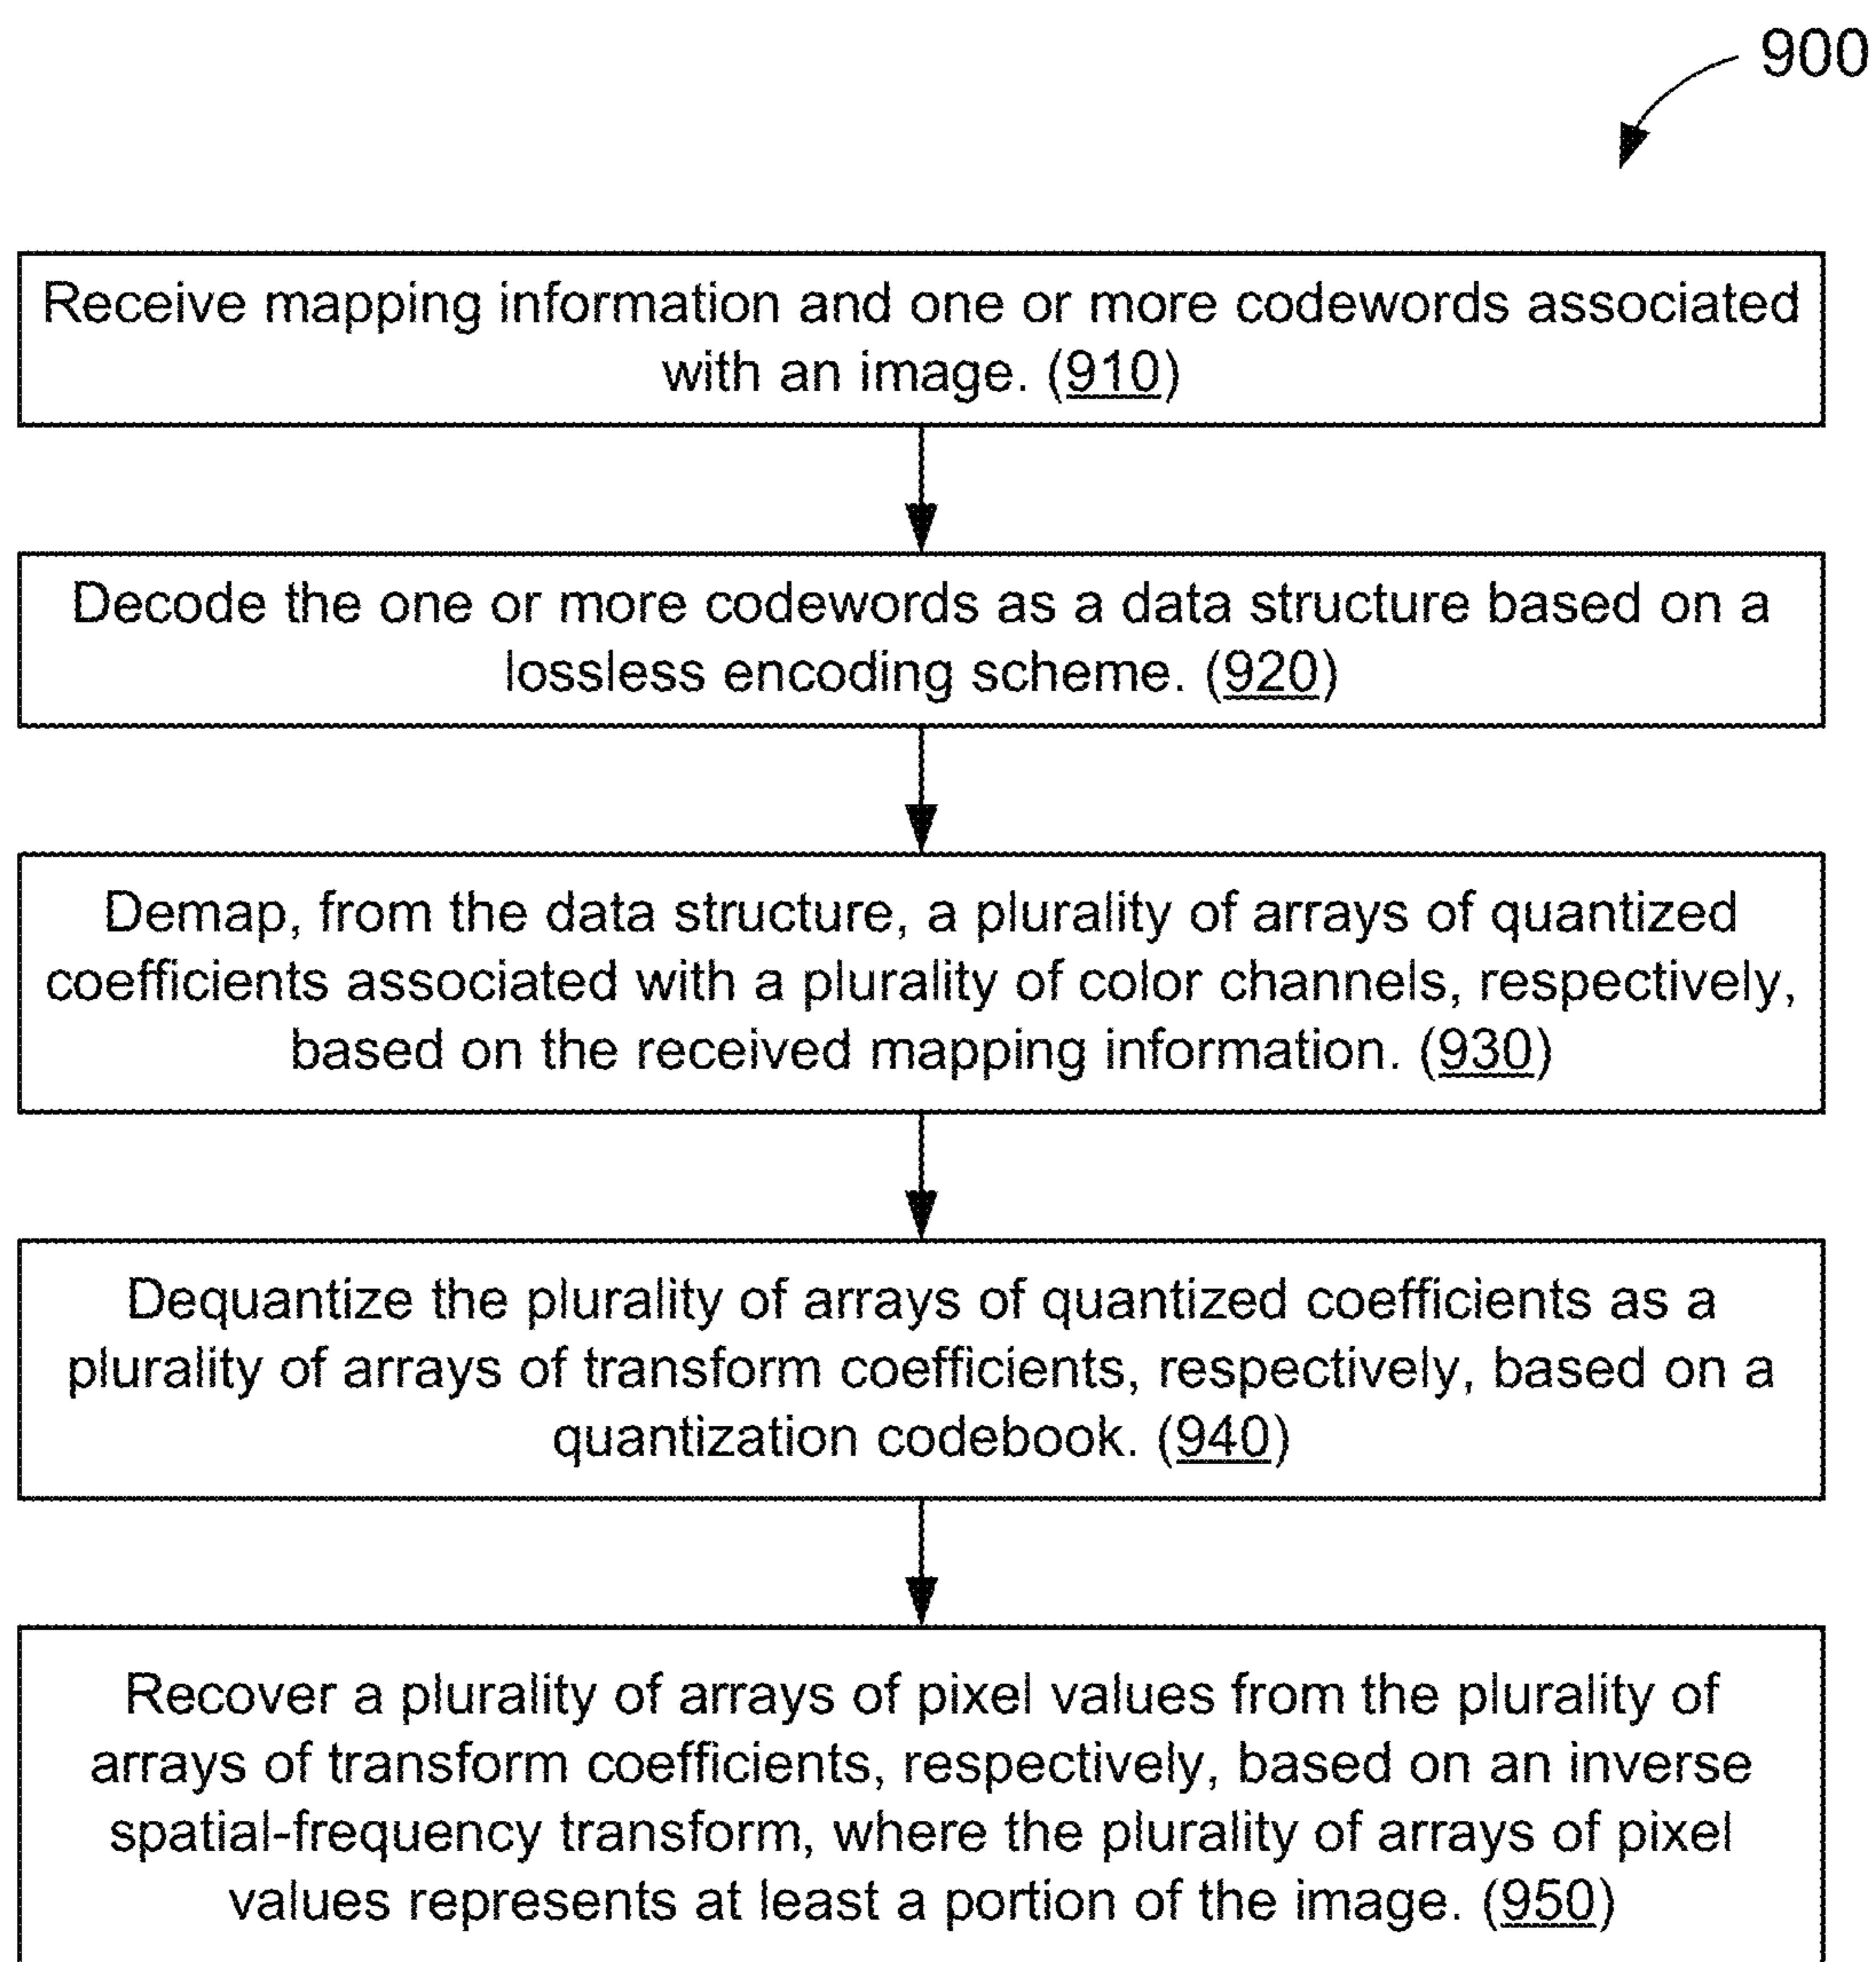 900
Receive mapping information and one or more codewords associated
with an image. (910)
Decode the one or more codewords as a data structure based on a
lossless encoding scheme. (920)
Demap, from the data structure, a plurality of arrays of quantized
coefficients associated with a plurality of color channels, respectively,
based on the received mapping information. (930)
Dequantize the plurality of arrays of quantized coefficients as a
plurality of arrays of transform coefficients, respectively, based on a
quantization codebook. (940)
Recover a plurality of arrays of pixel values from the plurality of
arrays of transform coefficients, respectively, based on an inverse
spatial-frequency transform, where the plurality of arrays of pixel
values represents at least a portion of the image. (950)